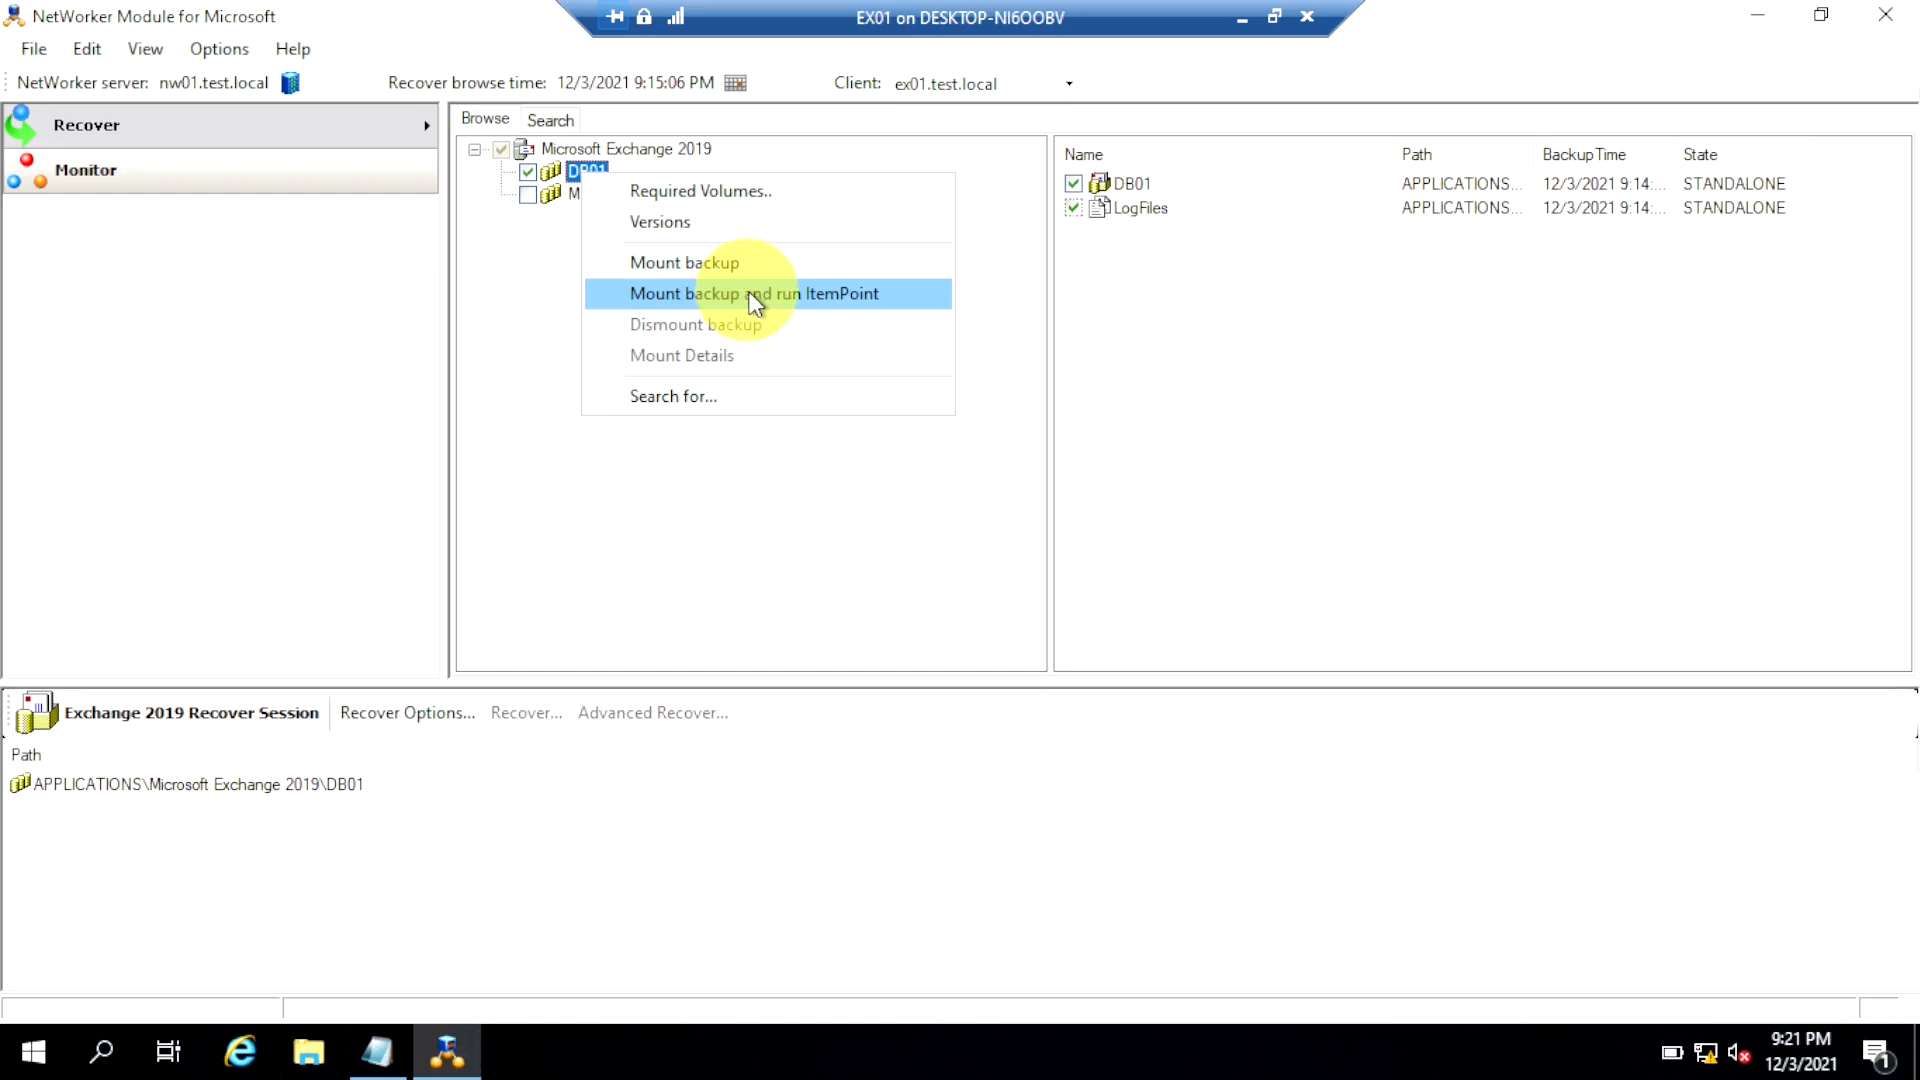 NetWorker Module for Microsoft
EX01 on DESKTOP-NI6OOBV
File Edit View Options Help
NetWorker server: nw01.test.local Recover browse time: 12/3/2021 9:15:06 PM Client: ex01.test.local
Recover
Monitor
Browse Search
Microsoft Exchange 2019
DB01
M
Required Volumes..
Versions
Mount backup
Mount backup and run ItemPoint
Dismount backup
Mount Details
Search for...
Name Path Backup Time State
DB01 APPLICATIONS... 12/3/2021 9:14:... STANDALONE
LogFiles APPLICATIONS... 12/3/2021 9:14:... STANDALONE
Exchange 2019 Recover Session Recover Options... Recover... Advanced Recover...
Path
APPLICATIONS\Microsoft Exchange 2019\DB01
9:21 PM
12/3/2021
1